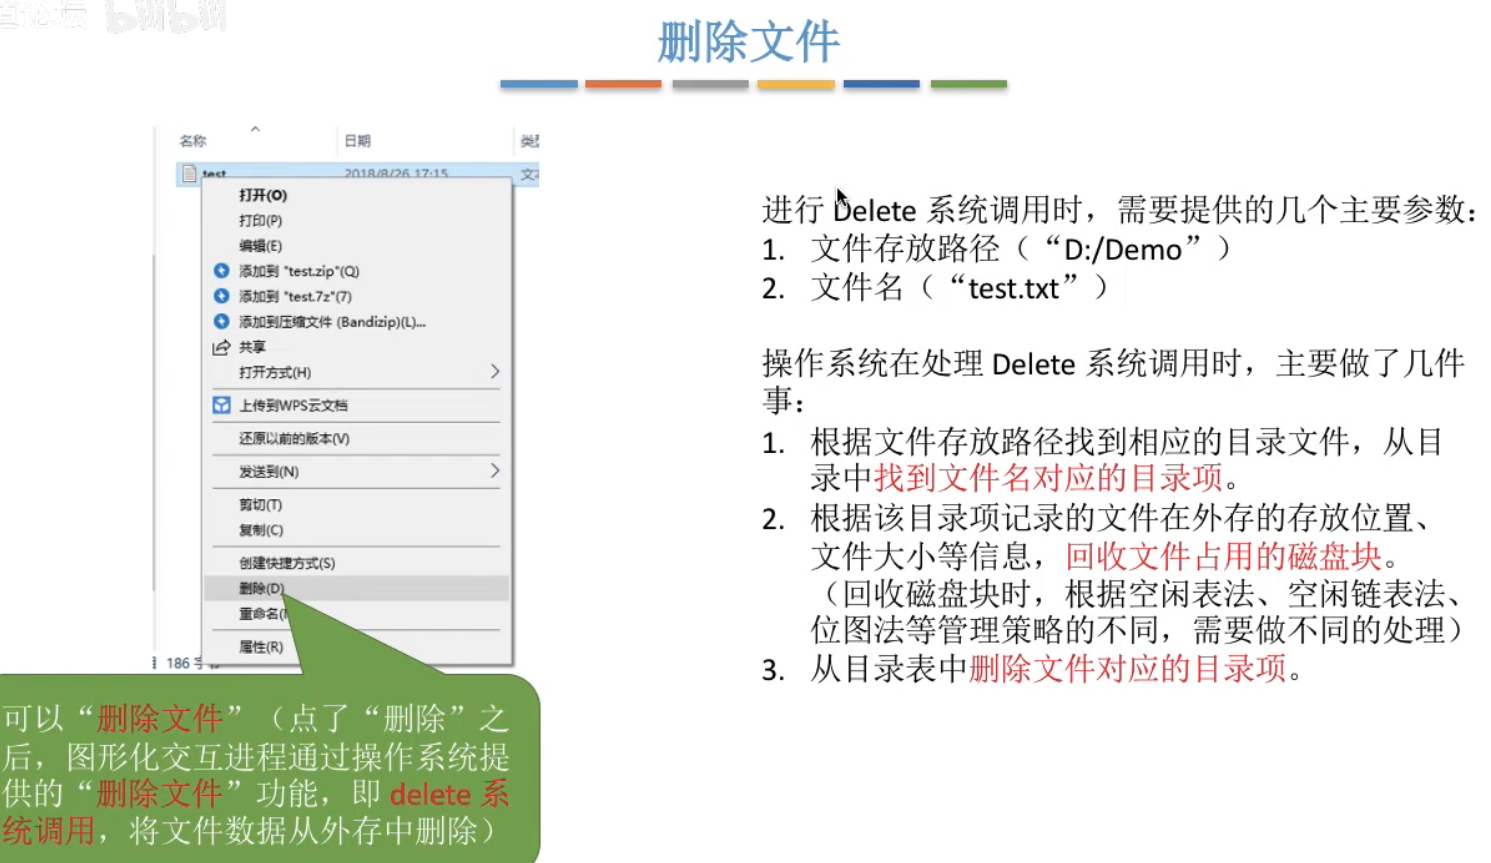 bilibili
删除文件
名称
日期
test
2018/8/26 17:15
打开(O)
打印(P)
编辑(E)
添加到 "test.zip"(Q)
添加到 "test.7z"(7)
添加到压缩文件 (Bandizip)(L)...
共享
打开方式(H)
上传到WPS云文档
还原以前的版本(V)
发送到(N)
剪切(T)
复制(C)
创建快捷方式(S)
删除(D)
重命名
属性(R)
186
可以“删除文件”（点了“删除”之
后，图形化交互进程通过操作系统提
供的“删除文件”功能，即 delete 系
统调用，将文件数据从外存中删除）
进行 Delete 系统调用时，需要提供的几个主要参数：
1. 文件存放路径（“D:/Demo”）
2. 文件名（“test.txt”）
操作系统在处理 Delete 系统调用时，主要做了几件
事：
1. 根据文件存放路径找到相应的目录文件，从目
录中找到文件名对应的目录项。
2. 根据该目录项记录的文件在外存的存放位置、
文件大小等信息，回收文件占用的磁盘块。
（回收磁盘块时，根据空闲表法、空闲链表法、
位图法等管理策略的不同，需要做不同的处理）
3. 从目录表中删除文件对应的目录项。